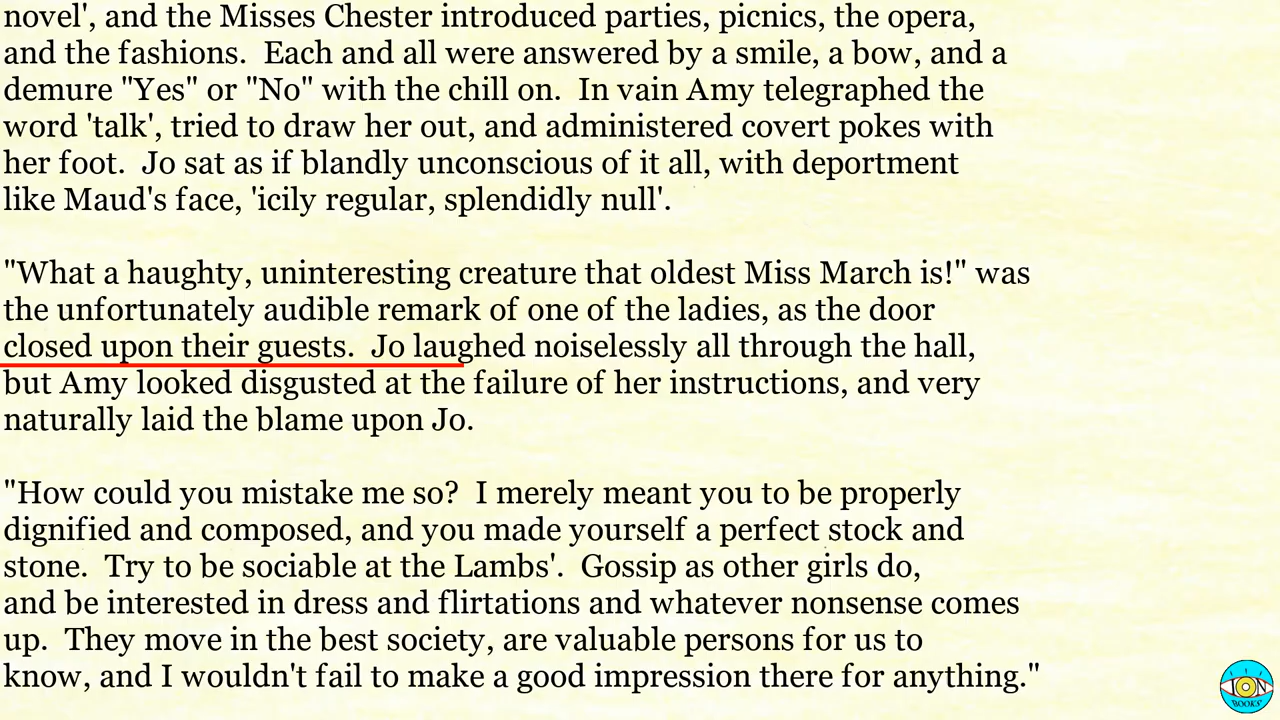 novel', and the Misses Chester introduced parties, picnics, the opera,
and the fashions.  Each and all were answered by a smile, a bow, and a
demure "Yes" or "No" with the chill on.  In vain Amy telegraphed the
word 'talk', tried to draw her out, and administered covert pokes with
her foot.  Jo sat as if blandly unconscious of it all, with deportment
like Maud's face, 'icily regular, splendidly null'.
"What a haughty, uninteresting creature that oldest Miss March is!" was
the unfortunately audible remark of one of the ladies, as the door
closed upon their guests.  Jo laughed noiselessly all through the hall,
but Amy looked disgusted at the failure of her instructions, and very
naturally laid the blame upon Jo.
"How could you mistake me so?  I merely meant you to be properly
dignified and composed, and you made yourself a perfect stock and
stone.  Try to be sociable at the Lambs'.  Gossip as other girls do,
and be interested in dress and flirtations and whatever nonsense comes
up.  They move in the best society, are valuable persons for us to
know, and I wouldn't fail to make a good impression there for anything."
ION
BOOKS